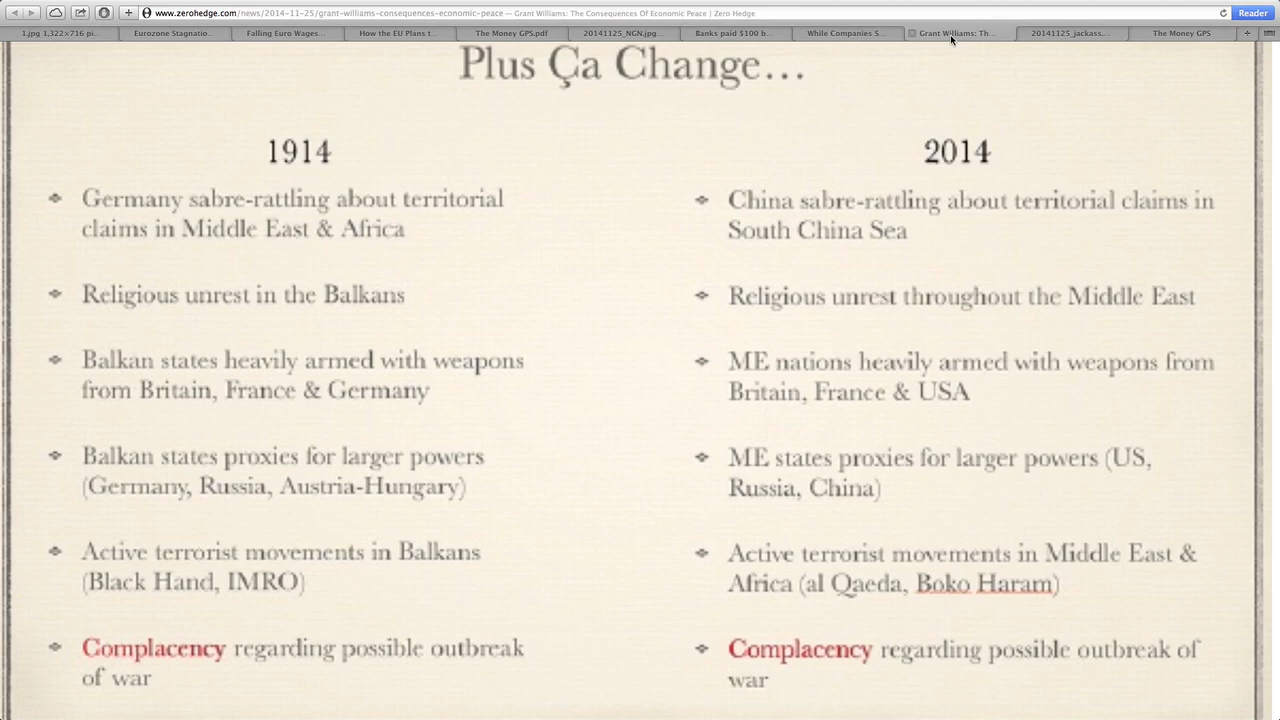 www.zerohedge.com/news/2014-11-25/grant-williams-consequences-economic-peace — Grant Williams: The Consequences Of Economic Peace | Zero Hedge
Reader
1.jpg 1,322×716 pi...
Eurozone Stagnatio...
Falling Euro Wages...
How the EU Plans t...
The Money GPS.pdf
20141125_NGN.jpg...
Banks paid $100 b...
While Companies S...
Grant Williams: Th...
20141125_jackass...
The Money GPS
Plus Ça Change...
1914
Germany sabre-rattling about territorial
claims in Middle East & Africa
Religious unrest in the Balkans
Balkan states heavily armed with weapons
from Britain, France & Germany
Balkan states proxies for larger powers
(Germany, Russia, Austria-Hungary)
Active terrorist movements in Balkans
(Black Hand, IMRO)
Complacency regarding possible outbreak
of war
2014
China sabre-rattling about territorial claims in
South China Sea
Religious unrest throughout the Middle East
ME nations heavily armed with weapons from
Britain, France & USA
ME states proxies for larger powers (US,
Russia, China)
Active terrorist movements in Middle East &
Africa (al Qaeda, Boko Haram)
Complacency regarding possible outbreak of
war